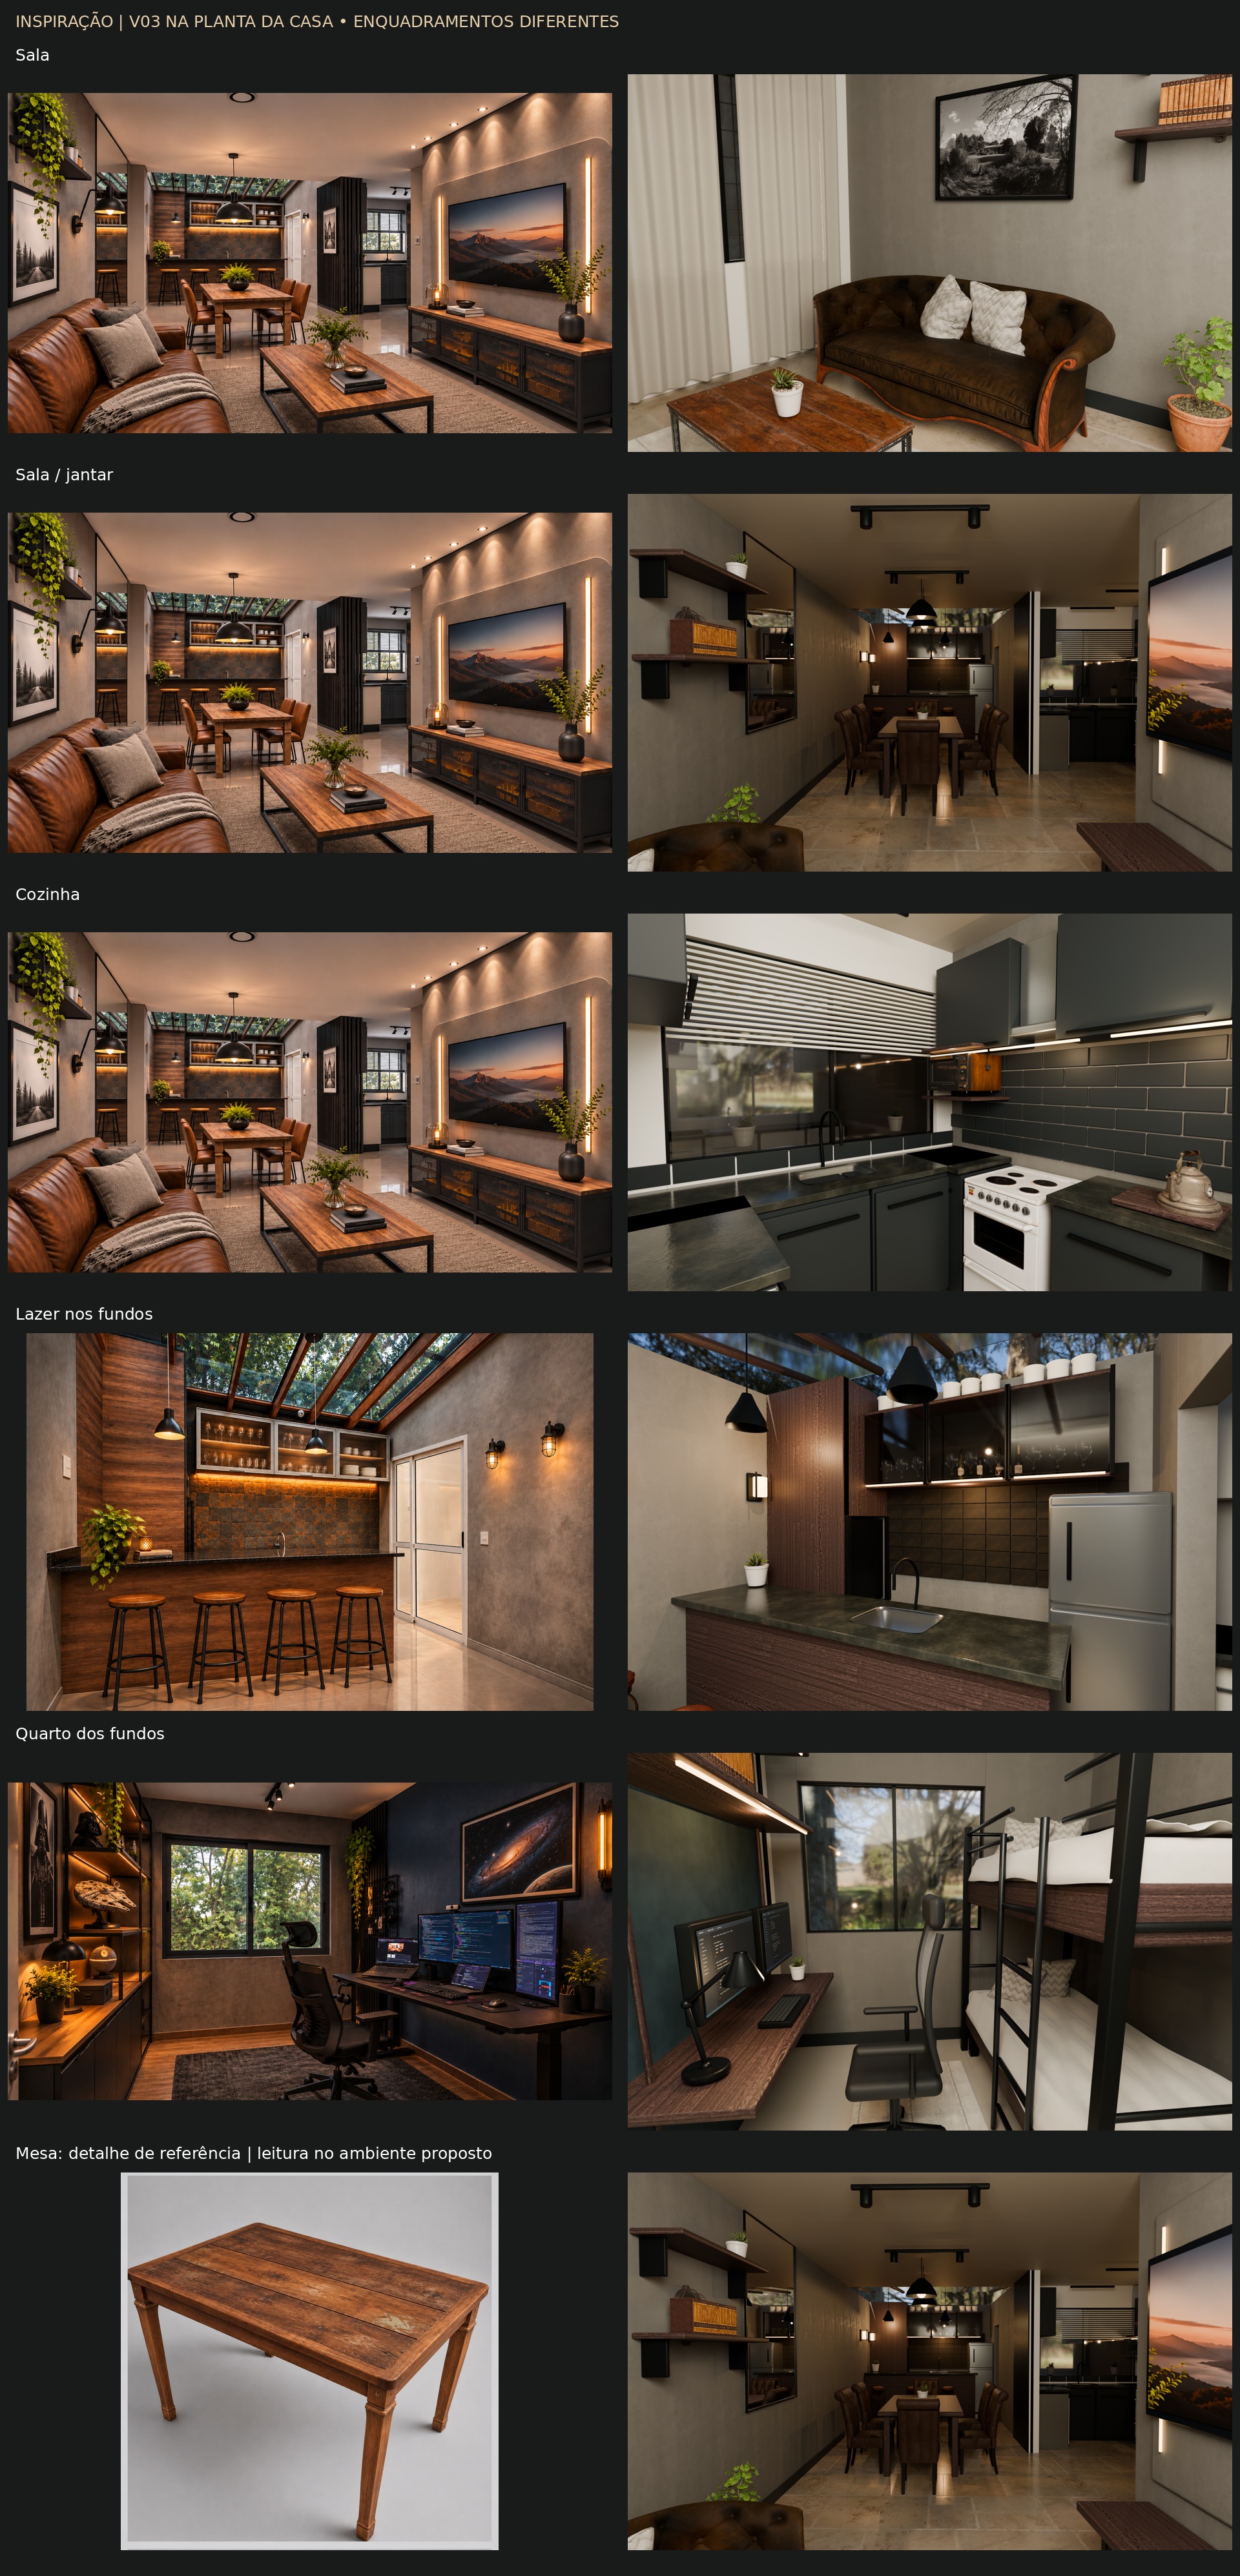 INSPIRAÇÃO | V03 NA PLANTA DA CASA • ENQUADRAMENTOS DIFERENTES
Sala
Sala / jantar
Cozinha
Lazer nos fundos
Quarto dos fundos
Mesa: detalhe de referência | leitura no ambiente proposto